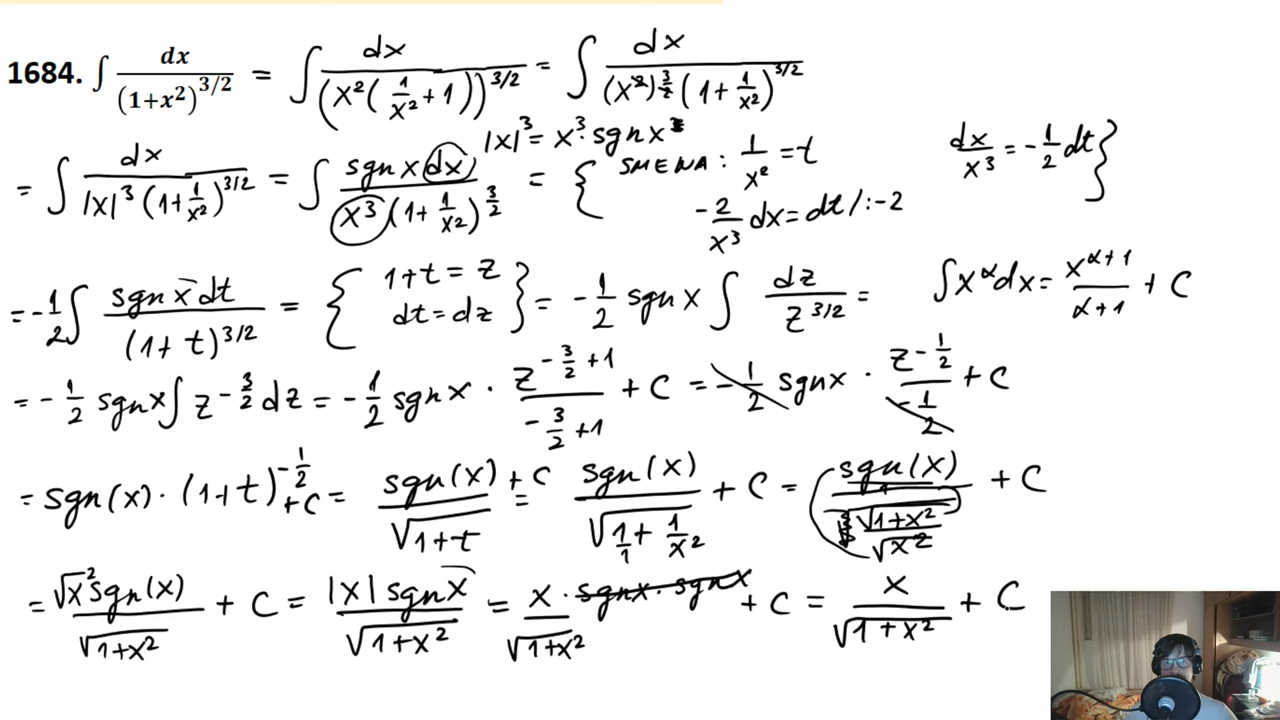 1684. ∫ dx/(1+x²)^(3/2) = ∫ dx/(x²(1/x²+1))^(3/2) = ∫ dx/((x²)^(3/2)(1+1/x²)^(3/2))
|x|³ = x³·sgn x
= ∫ dx/(|x|³(1+1/x²)^(3/2)) = ∫ sgn x dx/(x³(1+1/x²)^(3/2)) = { SMENA: 1/x² = t
-2/x³ dx = dt /:-2
dx/x³ = -1/2 dt }
= -1/2 ∫ sgn x dt/(1+t)^(3/2) = { 1+t = z
dt = dz } = -1/2 sgn x ∫ dz/z^(3/2) =
∫x^α dx = x^(α+1)/(α+1) + C
= -1/2 sgn x ∫ z^(-3/2) dz = -1/2 sgn x · z^(-3/2+1)/(-3/2+1) + C = -1/2 sgn x · z^(-1/2)/(-1/2) + C
= sgn(x)·(1+t)^(-1/2) + C = sgn(x)/√(1+t) + C = sgn(x)/√(1/1+1/x²) + C = sgn(x)/(√(1+x²)/√x²) + C
= √x² sgn(x)/√(1+x²) + C = |x| sgn x/√(1+x²) = x·sgn x·sgn x/√(1+x²) + C = x/√(1+x²) + C